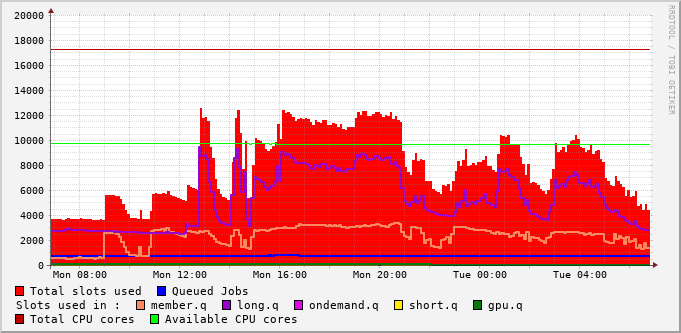 20000
18000
16000
14000
12000
10000
8000
6000
4000
2000
0
Mon 08:00 Mon 12:00 Mon 16:00 Mon 20:00 Tue 00:00 Tue 04:00
RRDTOOL / TOBI OETIKER
Total slots used Queued Jobs
Slots used in : member.q long.q ondemand.q short.q gpu.q
Total CPU cores Available CPU cores